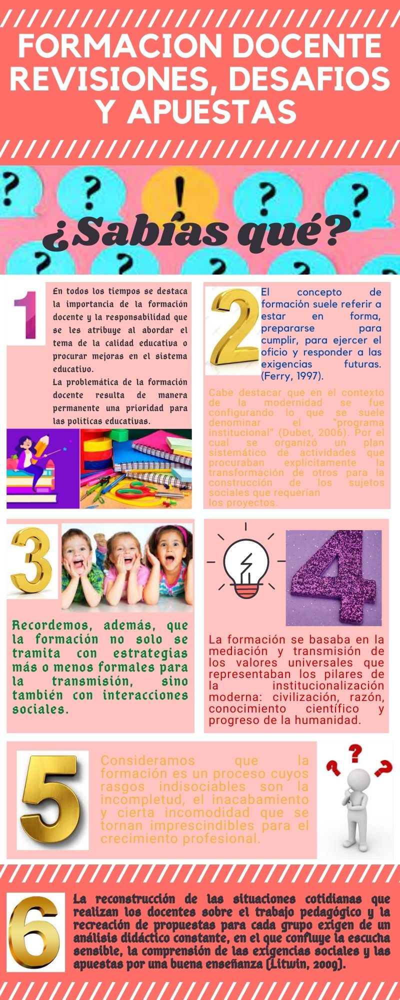 FORMACION DOCENTE
REVISIONES, DESAFIOS
Y APUESTAS
¿Sabías qué?
1
En todos los tiempos se destaca
la importancia de la formación
docente y la responsabilidad que
se les atribuye al abordar el
tema de la calidad educativa o
procurar mejoras en el sistema
educativo.
La problemática de la formación
docente resulta de manera
permanente una prioridad para
las políticas educativas.
2
El concepto de
formación suele referir a
estar en forma,
prepararse para
cumplir, para ejercer el
oficio y responder a las
exigencias futuras.
(Ferry, 1997).
Cabe destacar que en el contexto
de la modernidad se fue
configurando lo que se suele
denominar el "programa
institucional" (Dubet, 2006). Por el
cual se organizó un plan
sistemático de actividades que
procuraban explícitamente la
transformación de otros para la
construcción de los sujetos
sociales que requerían
los proyectos.
3
Recordemos, además, que
la formación no solo se
tramita con estrategias
más o menos formales para
la transmisión, sino
también con interacciones
sociales.
4
La formación se basaba en la
mediación y transmisión de
los valores universales que
representaban los pilares de
la institucionalización
moderna: civilización, razón,
conocimiento científico y
progreso de la humanidad.
5
Consideramos que la
formación es un proceso cuyos
rasgos indisociables son la
incompletud, el inacabamiento
y cierta incomodidad que se
tornan imprescindibles para el
crecimiento profesional.
6
La reconstrucción de las situaciones cotidianas que
realizan los docentes sobre el trabajo pedagógico y la
recreación de propuestas para cada grupo exigen de un
análisis didáctico constante, en el que confluye la escucha
sensible, la comprensión de las exigencias sociales y las
apuestas por una buena enseñanza (Litwin, 2009).